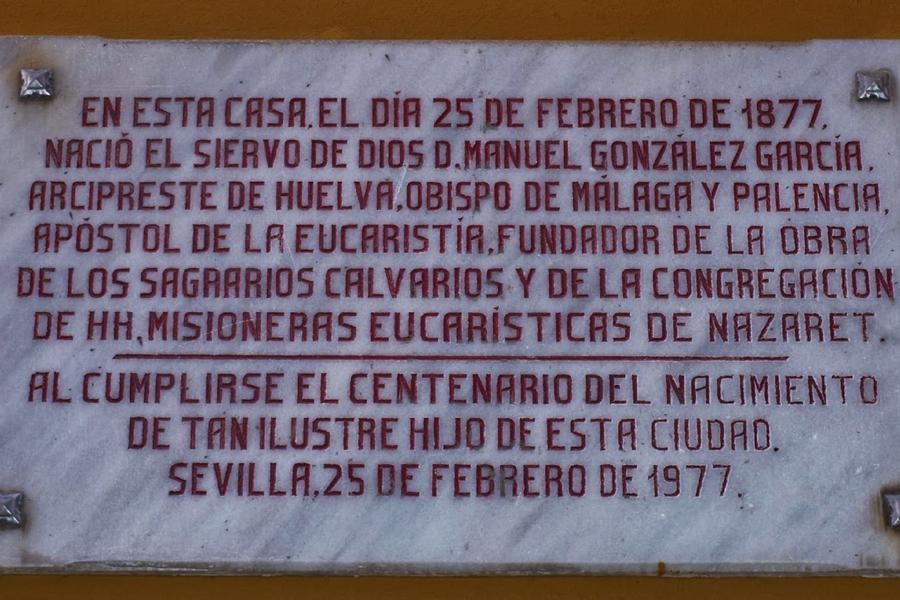 EN ESTA CASA, EL DÍA 25 DE FEBRERO DE 1877,
NACIÓ EL SIERVO DE DIOS D. MANUEL GONZÁLEZ GARCÍA,
ARCIPRESTE DE HUELVA, OBISPO DE MÁLAGA Y PALENCIA,
APÓSTOL DE LA EUCARISTÍA, FUNDADOR DE LA OBRA
DE LOS SAGRARIOS CALVARIOS Y DE LA CONGREGACIÓN
DE HH. MISIONERAS EUCARÍSTICAS DE NAZARET.
AL CUMPLIRSE EL CENTENARIO DEL NACIMIENTO
DE TAN ILUSTRE HIJO DE ESTA CIUDAD.
SEVILLA, 25 DE FEBRERO DE 1977.